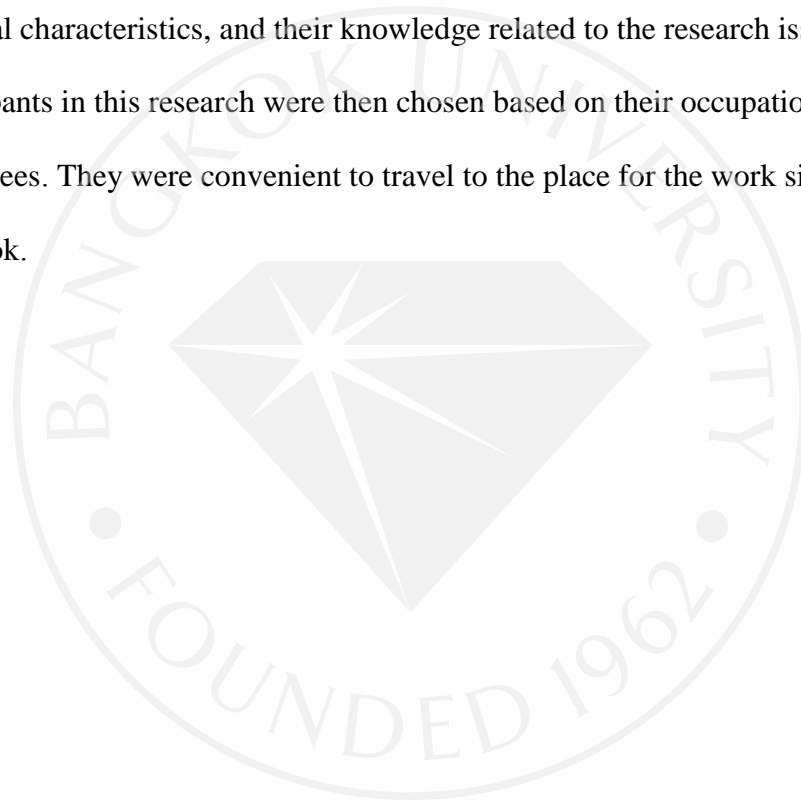 al characteristics, and their knowledge related to the research is
pants in this research were then chosen based on their occupatio
ees. They were convenient to travel to the place for the work si
ok.
BANGKOK UNIVERSITY
• FOUNDED 1962 •